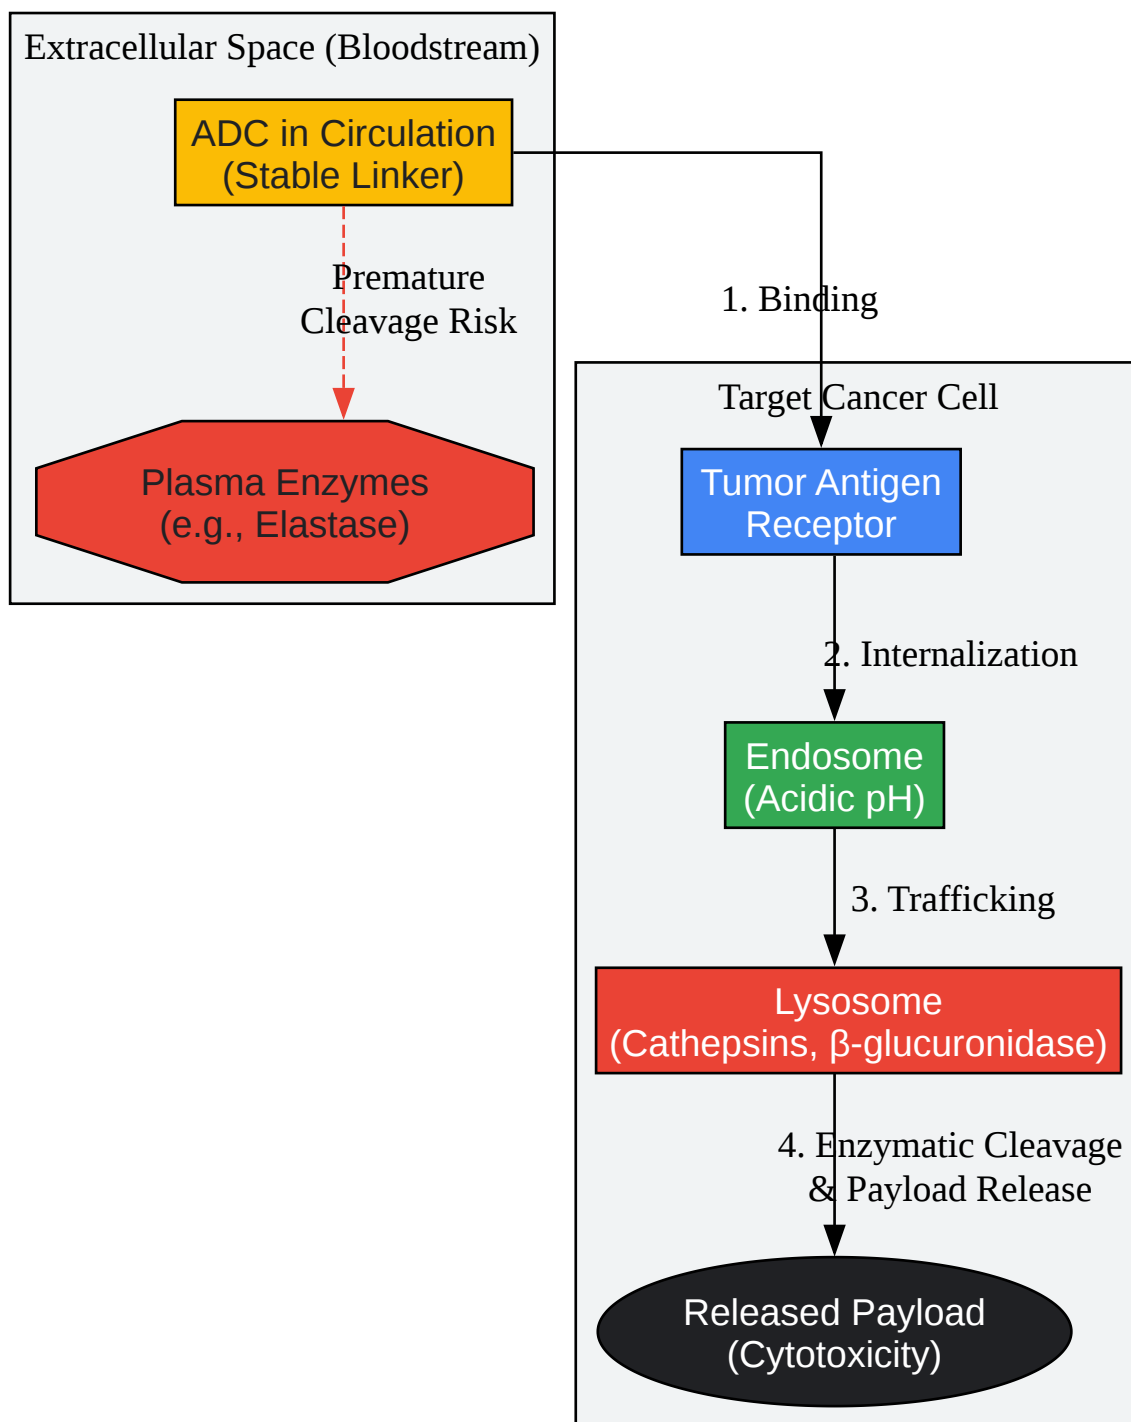 Extracellular Space (Bloodstream)
ADC in Circulation
(Stable Linker)
Premature
Cleavage Risk
Plasma Enzymes
(e.g., Elastase)
1. Binding
Target Cancer Cell
Tumor Antigen
Receptor
2. Internalization
Endosome
(Acidic pH)
3. Trafficking
Lysosome
(Cathepsins, β-glucuronidase)
4. Enzymatic Cleavage
& Payload Release
Released Payload
(Cytotoxicity)